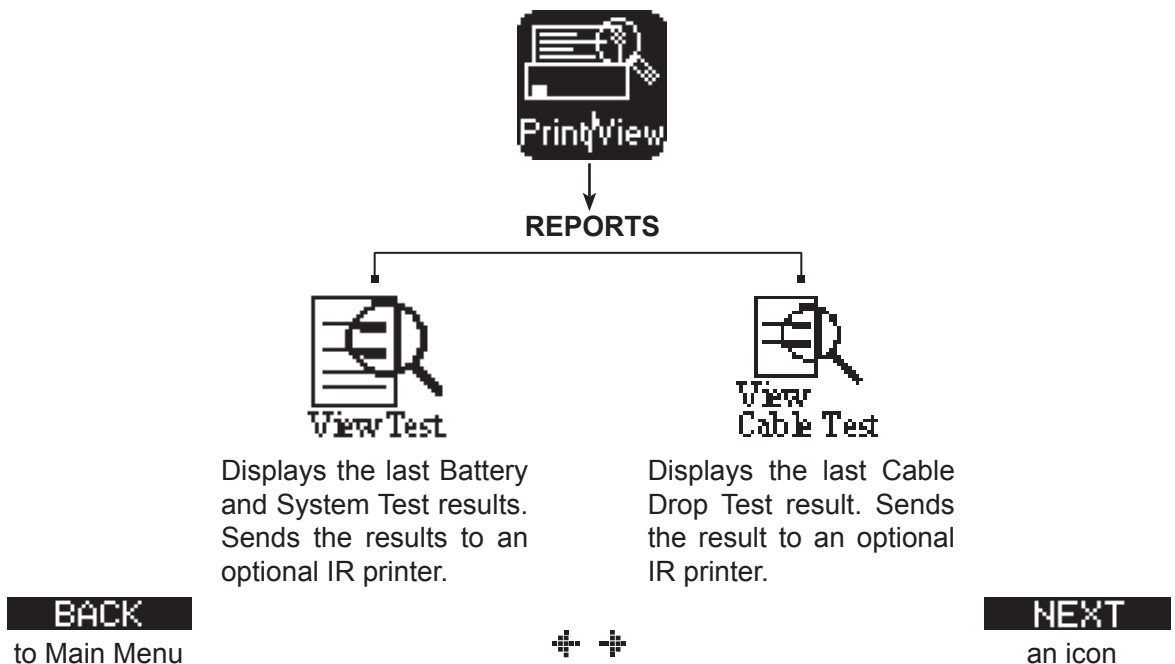 Print/View
REPORTS
View Test
Displays the last Battery
and System Test results.
Sends the results to an
optional IR printer.
View
Cable Test
Displays the last Cable
Drop Test result. Sends
the result to an optional
IR printer.
BACK
to Main Menu
NEXT
an icon